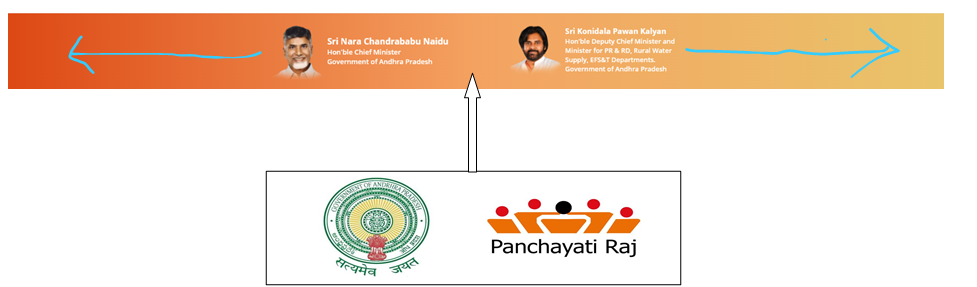 Sri Nara Chandrababu Naidu
Hon'ble Chief Minister
Government of Andhra Pradesh
Sri Konidala Pawan Kalyan
Hon'ble Deputy Chief Minister and
Minister for PR & RD, Rural Water
Supply, EFS&T Departments.
Government of Andhra Pradesh
GOVERNMENT OF ANDHRA PRADESH
सत्यमेव जयते
Panchayati Raj